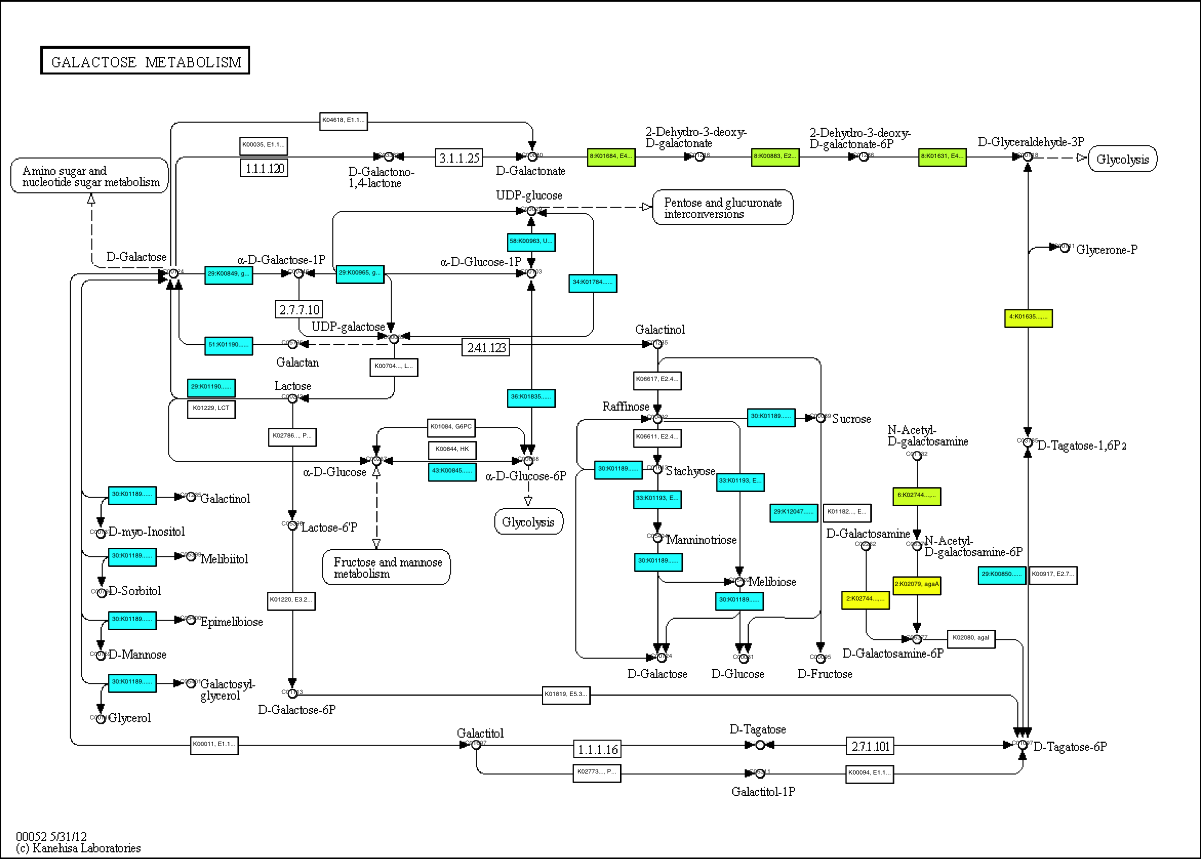 GALACTOSE METABOLISM
K04618, E1.1...
K00035, E1.1...
1.1.1.120
3.1.1.25
D-Galactono-
1,4-lactone
D-Galactonate
8:K01684, E4...
2-Dehydro-3-deoxy-
D-galactonate
8:K00883, E2...
2-Dehydro-3-deoxy-
D-galactonate-6P
8:K01631, E4...
D-Glyceraldehyde-3P
Glycolysis
Amino sugar and
nucleotide sugar metabolism
UDP-glucose
Pentose and glucuronate
interconversions
58:K00963, U...
D-Galactose
29:K00849, g...
α-D-Galactose-1P
29:K00965, g...
α-D-Glucose-1P
34:K01784......
Glycerone-P
2.7.7.10
UDP-galactose
4:K01635......
51:K01190......
Galactan
2.4.1.123
Galactinol
K00704..., L...
29:K01190......
K01229, LCT
Lactose
36:K01835......
K06617, E2.4...
Raffinose
30:K01189......
Sucrose
K02786..., P...
K01084, G6PC
K00844, HK
43:K00845......
α-D-Glucose
α-D-Glucose-6P
K06611, E2.4...
30:K01189......
Stachyose
33:K01193, E...
33:K01193, E...
N-Acetyl-
D-galactosamine
D-Tagatose-1,6P2
6:K02744......
Glycolysis
29:K12047......
K01182..., E...
30:K01189......
Galactinol
D-myo-Inositol
Lactose-6'P
Manninotriose
D-Galactosamine
N-Acetyl-
D-galactosamine-6P
30:K01189......
Melibiitol
D-Sorbitol
Fructose and mannose
metabolism
30:K01189......
Melibiose
30:K01189......
2:K02079, agaA
2:K02744......
29:K00850......
K00917, E2.7...
K01220, E3.2...
30:K01189......
Epimelibiose
D-Mannose
K02080, agaI
D-Galactosamine-6P
D-Galactose
D-Glucose
D-Fructose
30:K01189......
Galactosyl-
glycerol
Glycerol
D-Galactose-6P
K01819, E5.3...
K00011, E1.1...
Galactitol
1.1.1.16
D-Tagatose
2.7.1.101
D-Tagatose-6P
K02773..., P...
Galactitol-1P
K00094, E1.1...
00052 5/31/12
(c) Kanehisa Laboratories